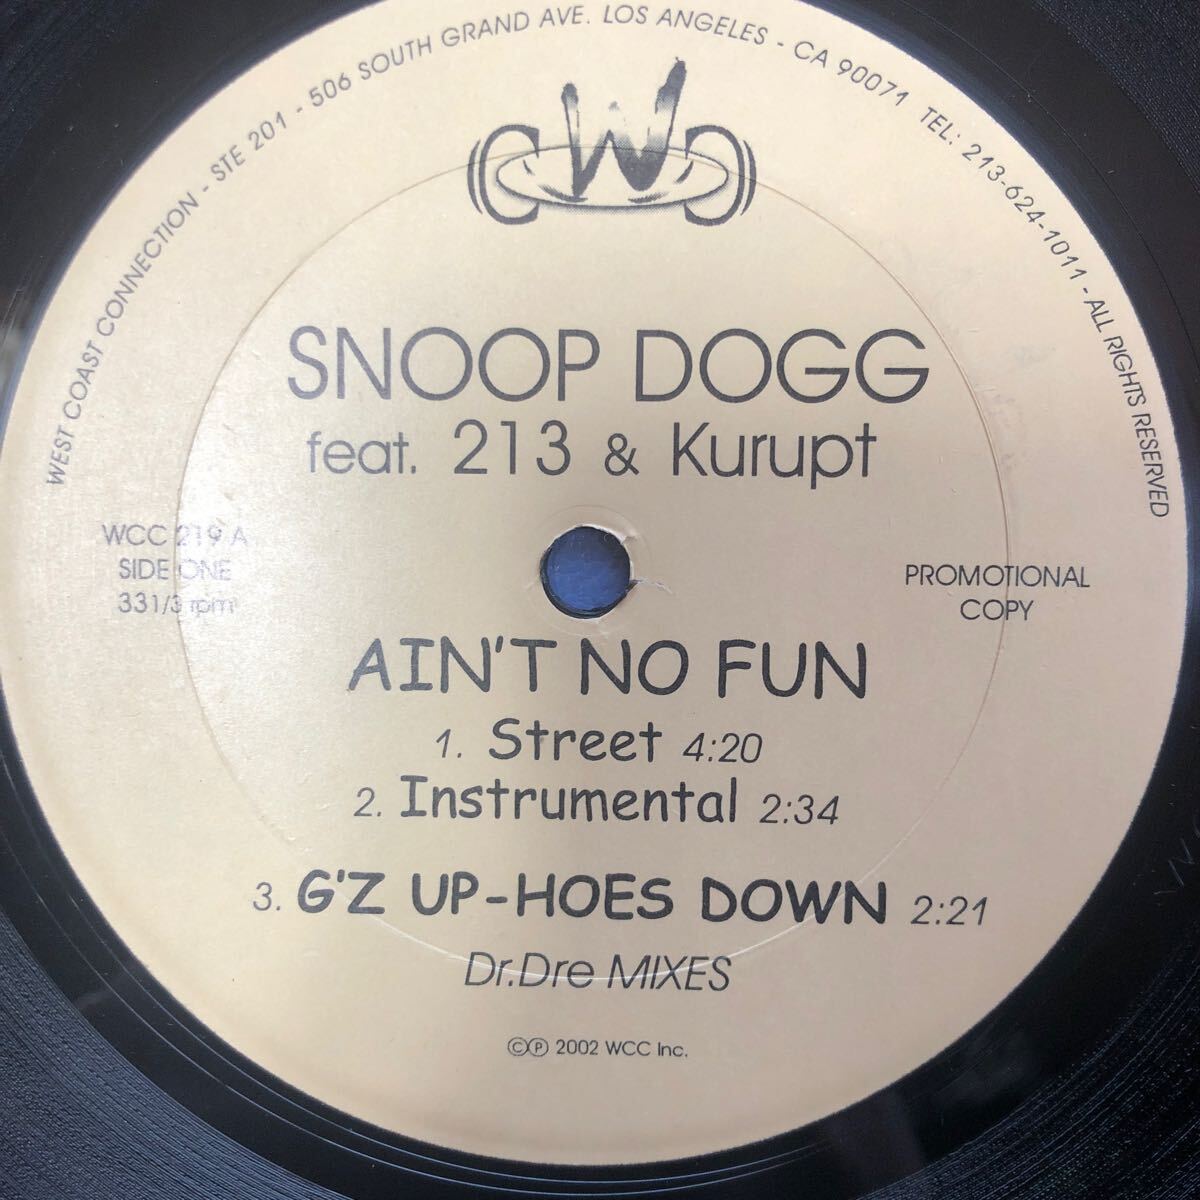 WEST COAST CONNECTION - STE 201 - 506 SOUTH GRAND AVE. LOS ANGELES - CA 90071 TEL: 213-624-1011 - ALL RIGHTS RESERVED
CWC
SNOOP DOGG
feat. 213 & Kurupt
WCC 219 A
SIDE ONE
331/3 rpm
PROMOTIONAL
COPY
AIN'T NO FUN
1. Street 4:20
2. Instrumental 2:34
3. G'Z UP-HOES DOWN 2:21
Dr.Dre MIXES
©℗ 2002 WCC Inc.